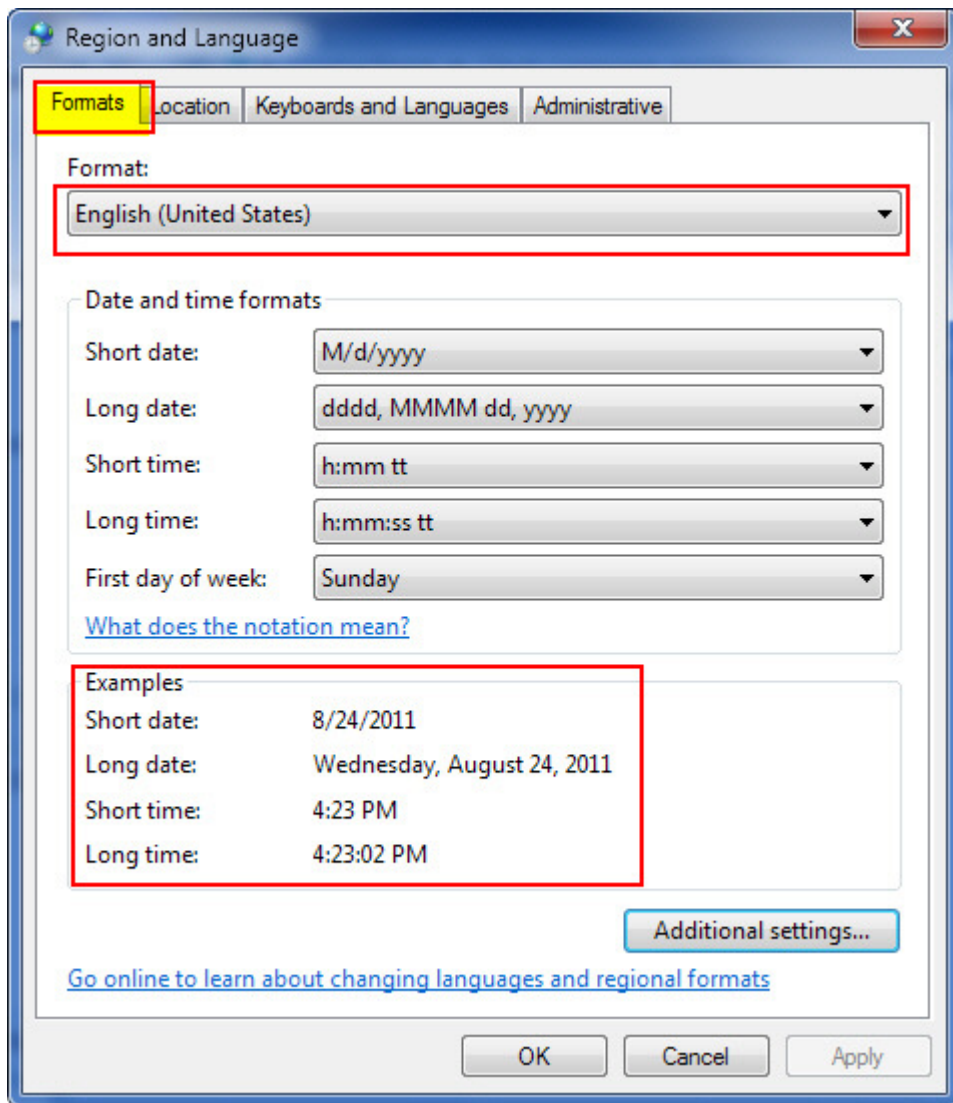 Region and Language
Formats Location Keyboards and Languages Administrative
Format:
English (United States)
Date and time formats
Short date: M/d/yyyy
Long date: dddd, MMMM dd, yyyy
Short time: h:mm tt
Long time: h:mm:ss tt
First day of week: Sunday
What does the notation mean?
Examples
Short date: 8/24/2011
Long date: Wednesday, August 24, 2011
Short time: 4:23 PM
Long time: 4:23:02 PM
Additional settings...
Go online to learn about changing languages and regional formats
OK Cancel Apply